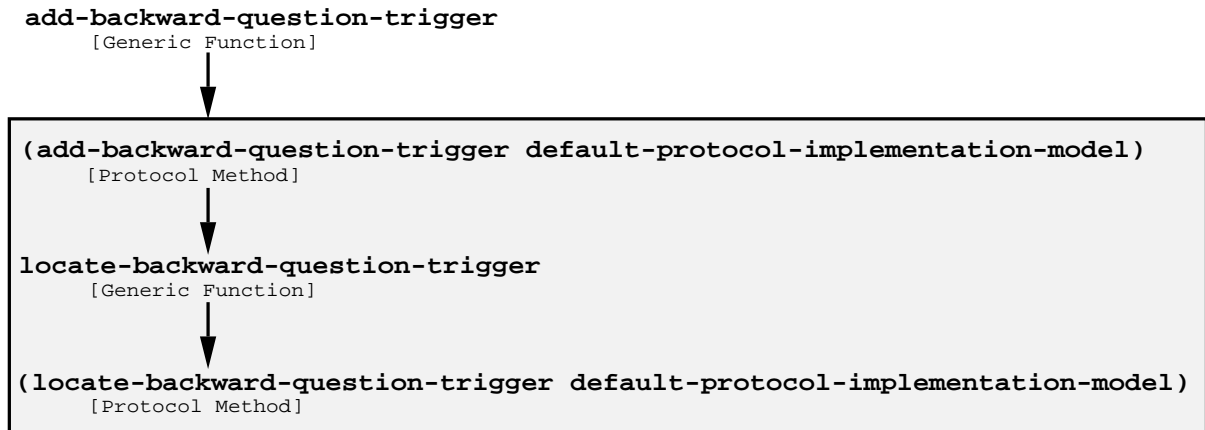 add-backward-question-trigger
[Generic Function]
(add-backward-question-trigger default-protocol-implementation-model)
[Protocol Method]
locate-backward-question-trigger
[Generic Function]
(locate-backward-question-trigger default-protocol-implementation-model)
[Protocol Method]